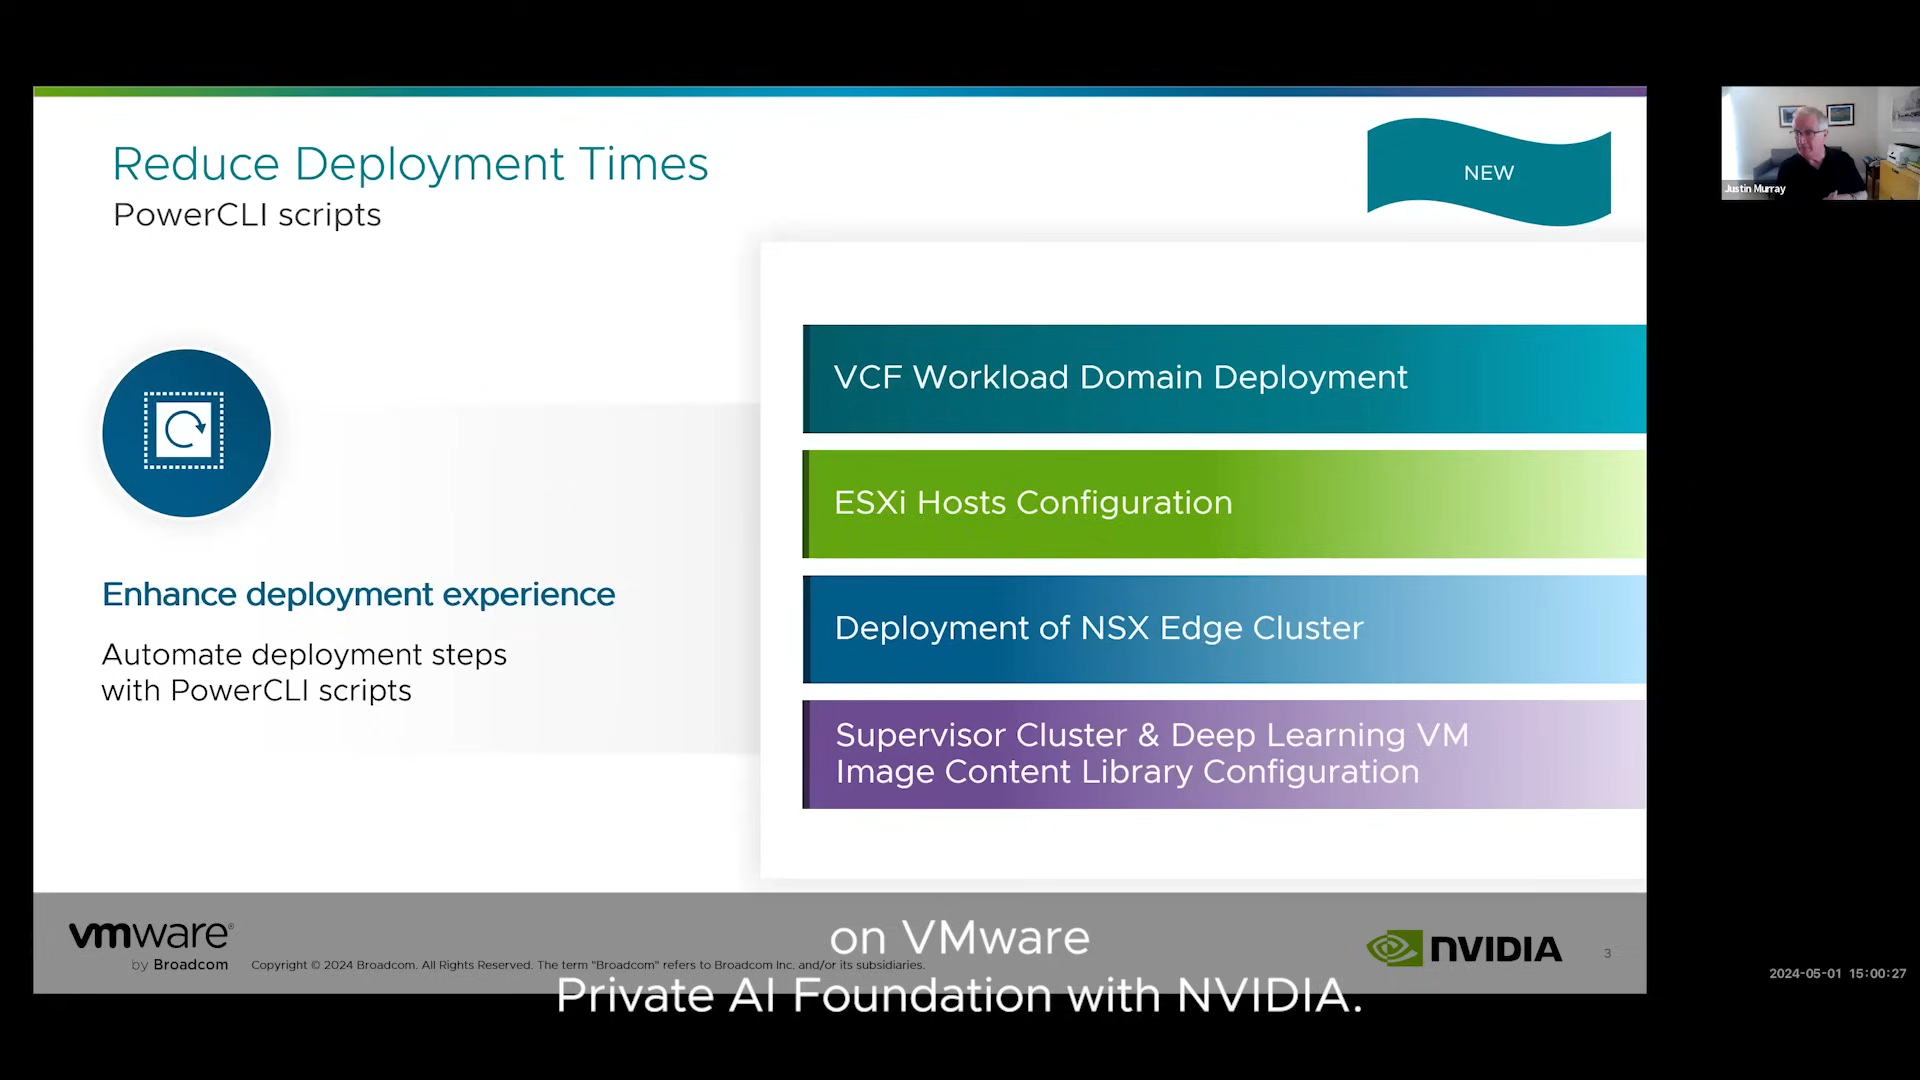 Reduce Deployment Times
PowerCLI scripts
NEW
Justin Murray
VCF Workload Domain Deployment
ESXi Hosts Configuration
Deployment of NSX Edge Cluster
Supervisor Cluster & Deep Learning VM
Image Content Library Configuration
Enhance deployment experience
Automate deployment steps
with PowerCLI scripts
vmware®
by Broadcom
Copyright © 2024 Broadcom. All Rights Reserved. The term "Broadcom" refers to Broadcom Inc. and/or its subsidiaries.
NVIDIA
3
on VMware
Private AI Foundation with NVIDIA.
2024-05-01 15:00:27